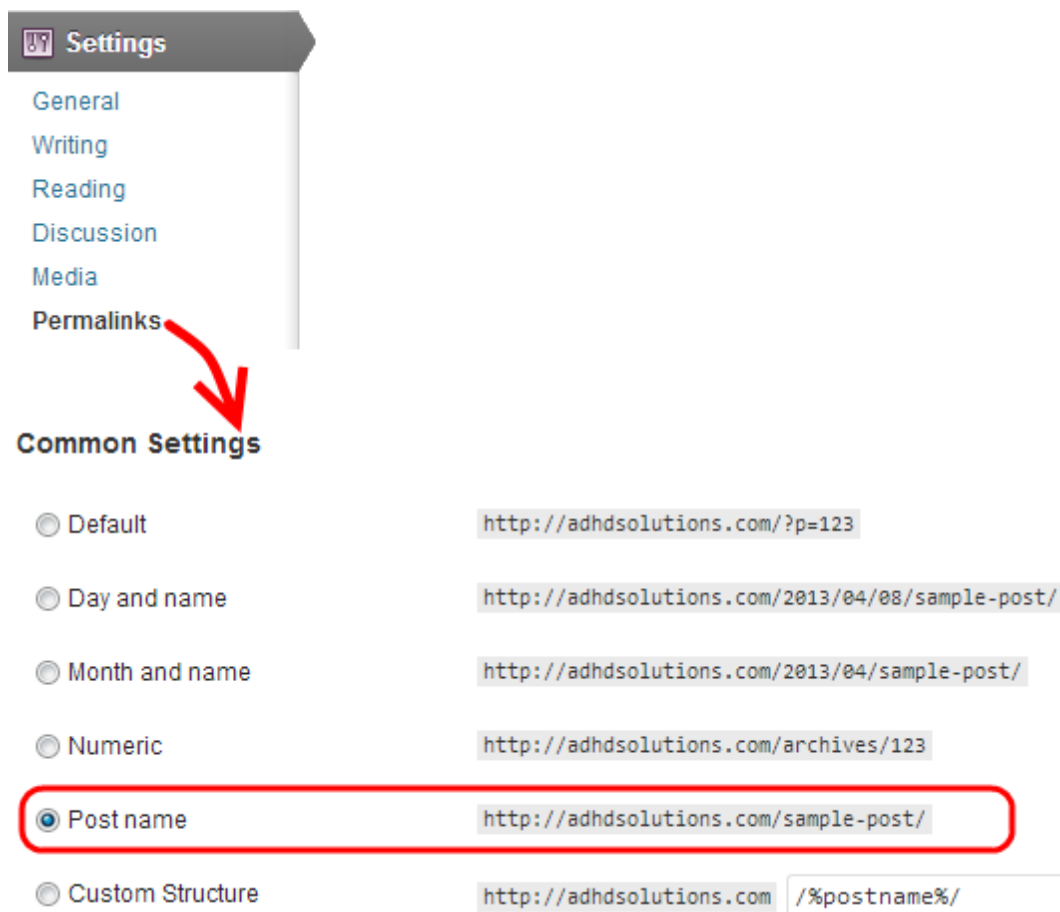 Settings
General
Writing
Reading
Discussion
Media
Permalinks
Common Settings
Default http://adhdsolutions.com/?p=123
Day and name http://adhdsolutions.com/2013/04/08/sample-post/
Month and name http://adhdsolutions.com/2013/04/sample-post/
Numeric http://adhdsolutions.com/archives/123
Post name http://adhdsolutions.com/sample-post/
Custom Structure http://adhdsolutions.com /%postname%/